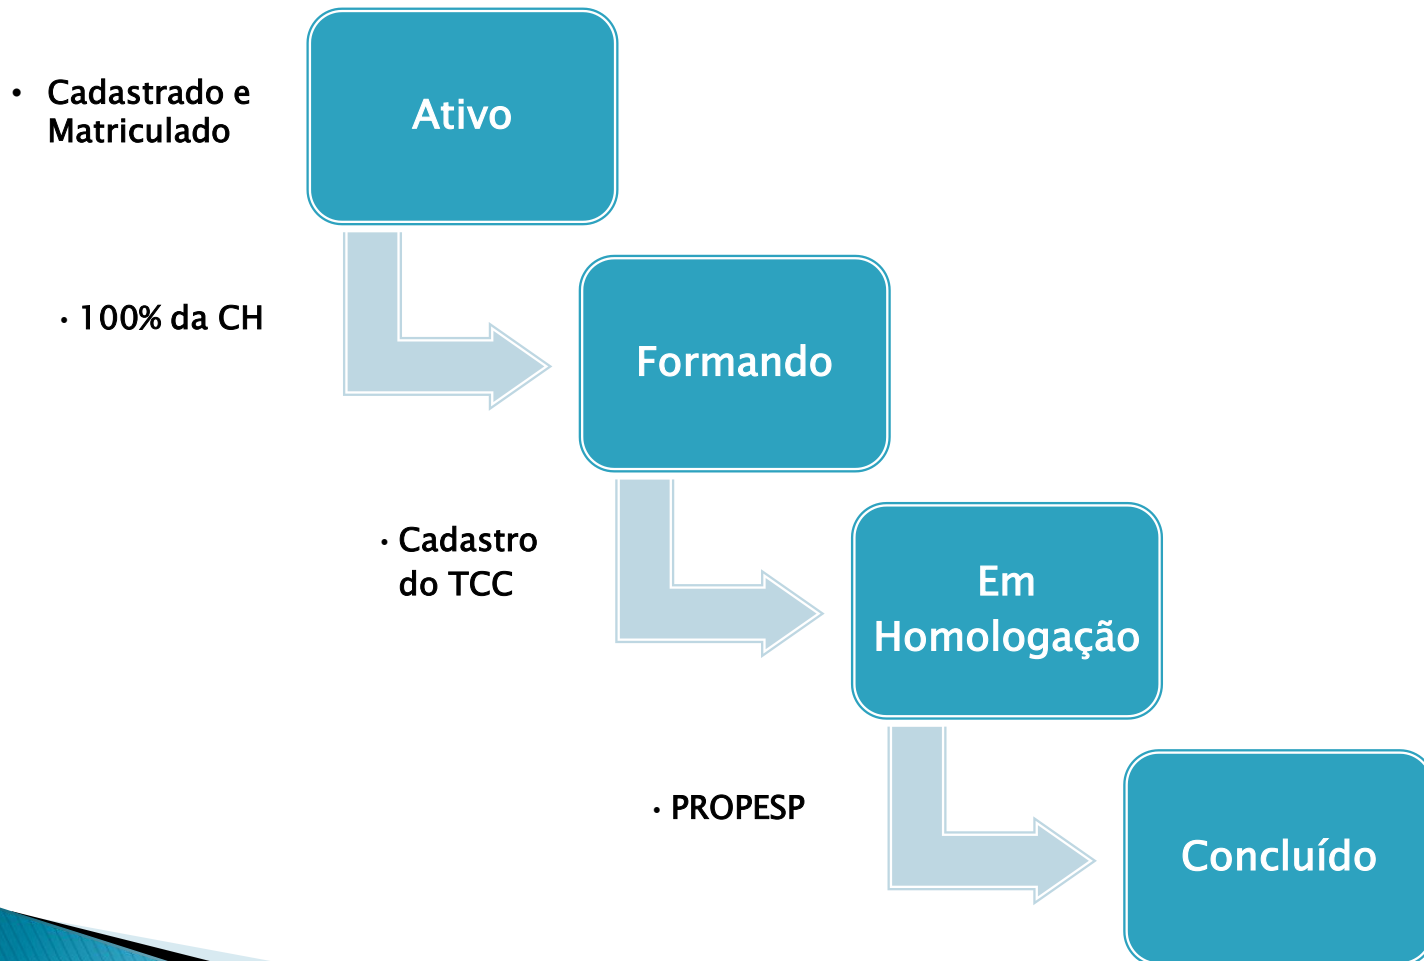 • Cadastrado e
Matriculado
Ativo
• 100% da CH
Formando
• Cadastro
do TCC
Em
Homologação
• PROPESP
Concluído